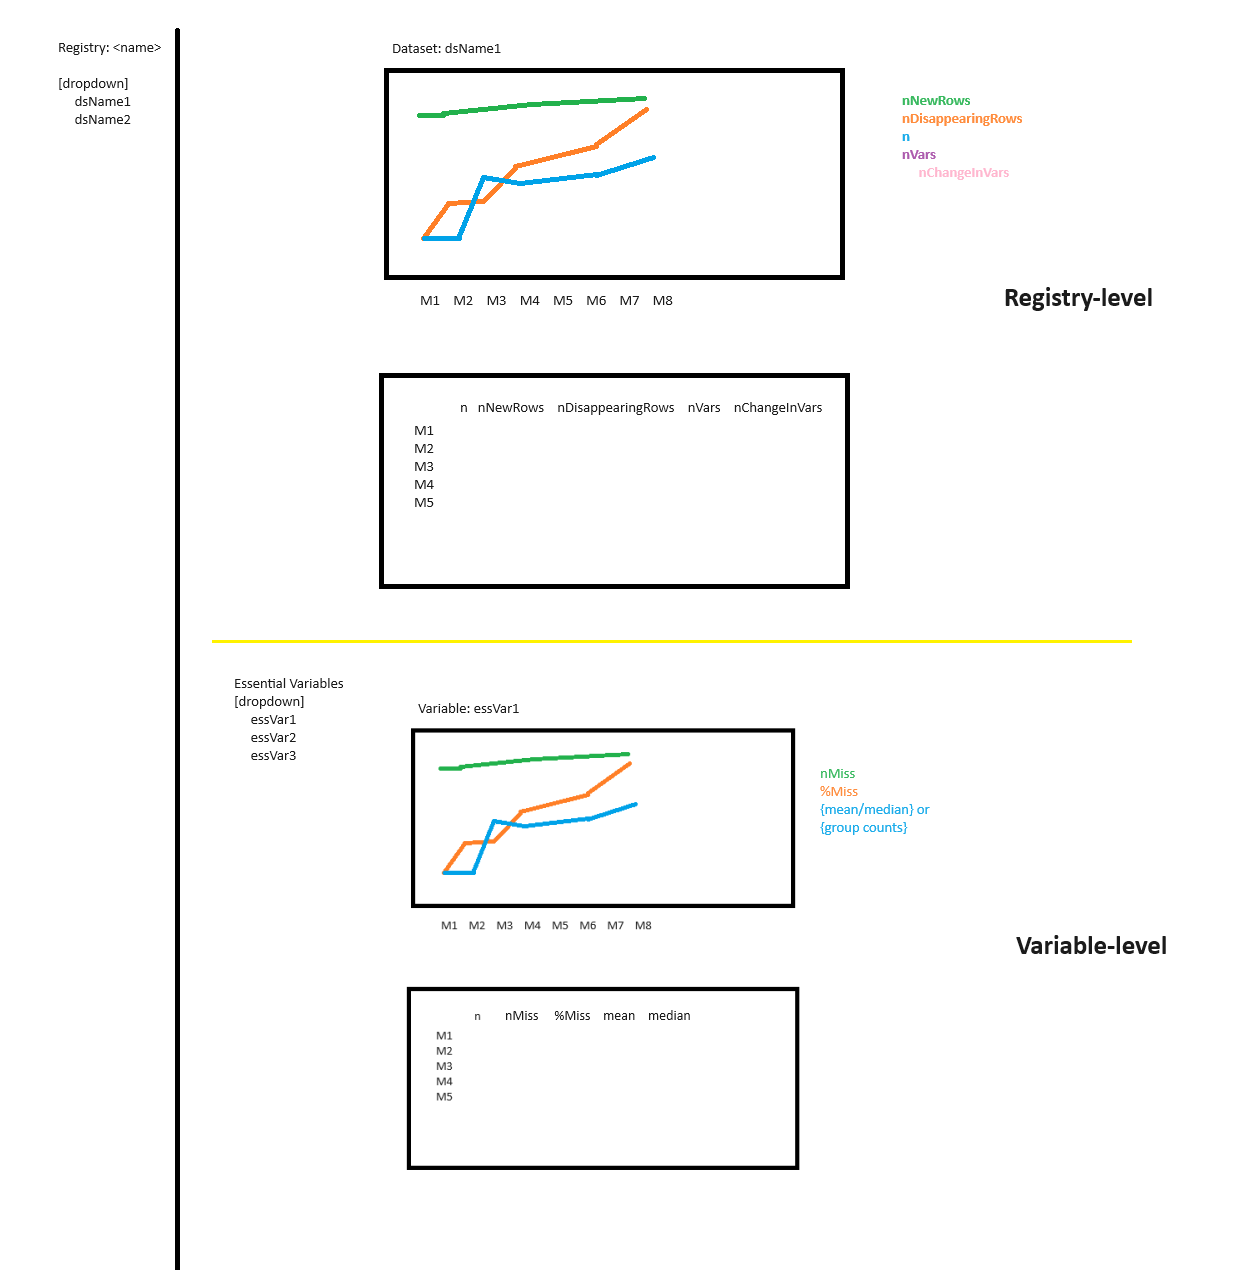 Registry: <name>
[dropdown]
dsName1
dsName2
Dataset: dsName1
nNewRows
nDisappearingRows
n
nVars
nChangeInVars
M1 M2 M3 M4 M5 M6 M7 M8
Registry-level
n nNewRows nDisappearingRows nVars nChangeInVars
M1
M2
M3
M4
M5
Essential Variables
[dropdown]
essVar1
essVar2
essVar3
Variable: essVar1
nMiss
%Miss
{mean/median} or
{group counts}
M1 M2 M3 M4 M5 M6 M7 M8
Variable-level
n nMiss %Miss mean median
M1
M2
M3
M4
M5